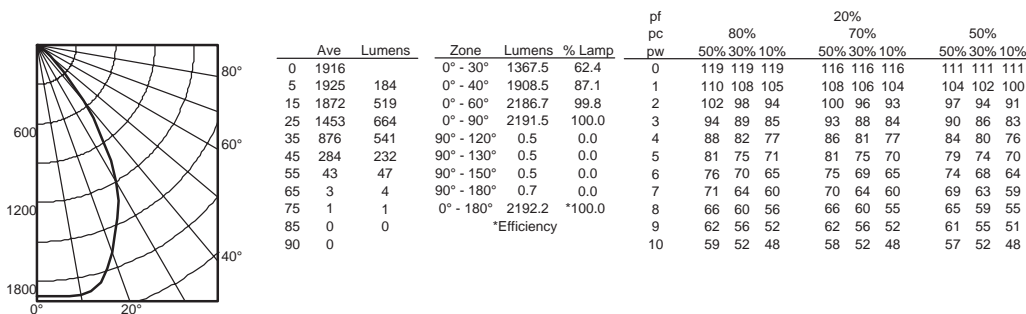 80°
600
60°
1200
40°
1800
0° 20°
Ave Lumens
0 1916
5 1925 184
15 1872 519
25 1453 664
35 876 541
45 284 232
55 43 47
65 3 4
75 1 1
85 0 0
90 0
Zone Lumens % Lamp
0° - 30° 1367.5 62.4
0° - 40° 1908.5 87.1
0° - 60° 2186.7 99.8
0° - 90° 2191.5 100.0
90° - 120° 0.5 0.0
90° - 130° 0.5 0.0
90° - 150° 0.5 0.0
90° - 180° 0.7 0.0
0° - 180° 2192.2 *100.0
*Efficiency
pf 20%
pc 80% 70% 50%
pw 50% 30% 10% 50% 30% 10% 50% 30% 10%
0 119 119 119 116 116 116 111 111 111
1 110 108 105 108 106 104 104 102 100
2 102 98 94 100 96 93 97 94 91
3 94 89 85 93 88 84 90 86 83
4 88 82 77 86 81 77 84 80 76
5 81 75 71 81 75 70 79 74 70
6 76 70 65 75 69 65 74 68 64
7 71 64 60 70 64 60 69 63 59
8 66 60 56 66 60 55 65 59 55
9 62 56 52 62 56 52 61 55 51
10 59 52 48 58 52 48 57 52 48